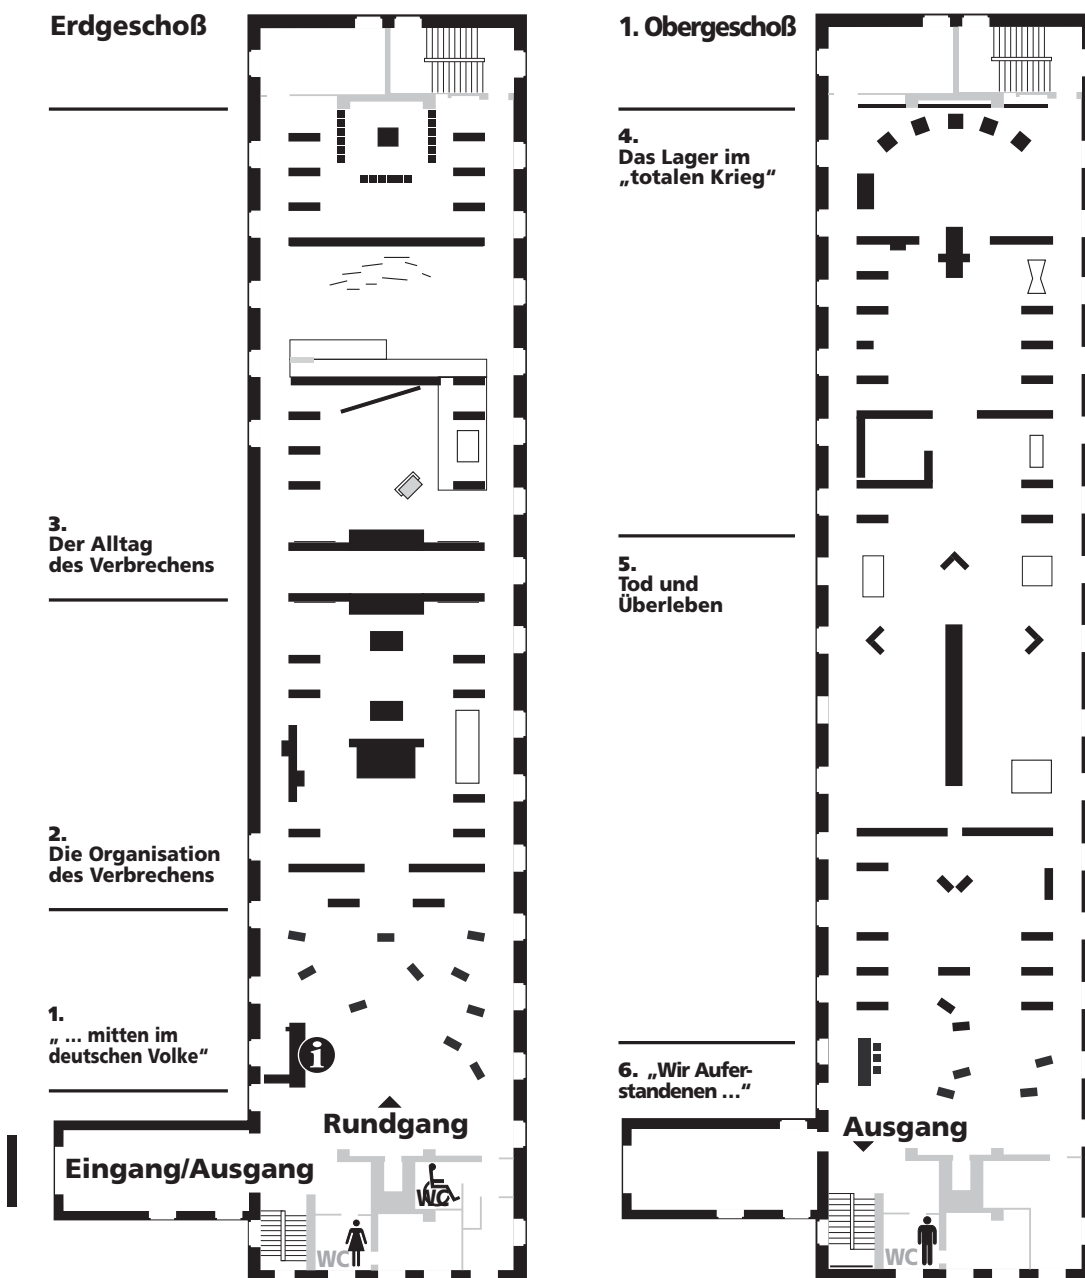 Erdgeschoß
3.
Der Alltag
des Verbrechens
2.
Die Organisation
des Verbrechens
1.
„ ... mitten im
deutschen Volke“
i
Rundgang
Eingang/Ausgang
WC
WC
1. Obergeschoß
4.
Das Lager im
„totalen Krieg“
5.
Tod und
Überleben
6. „Wir Aufer-
standenen ...“
Ausgang
WC